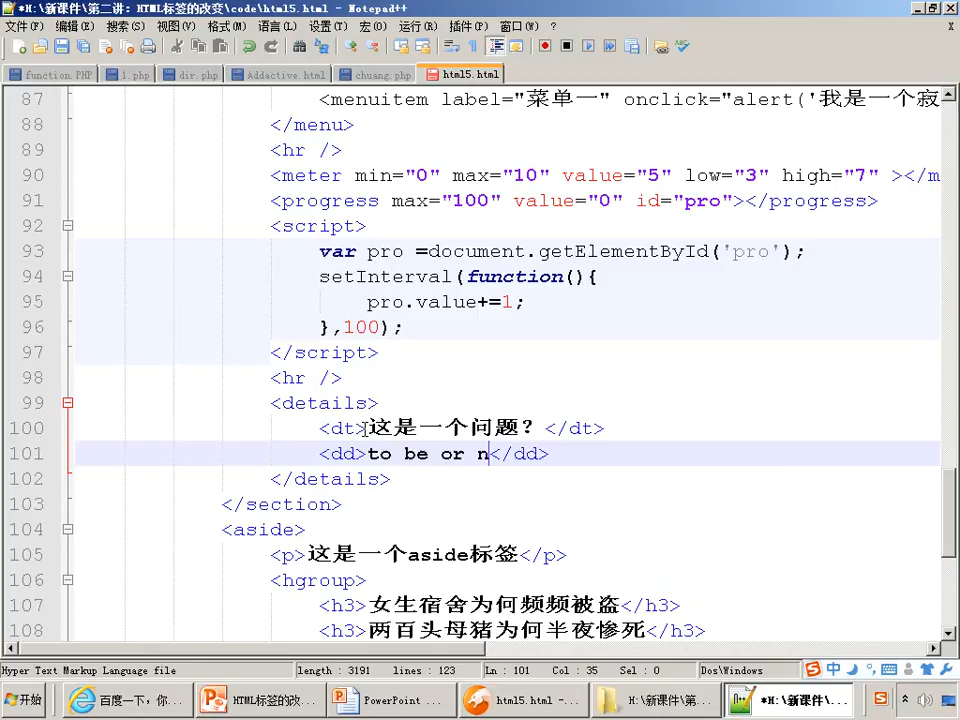 *H:\新课件\第二讲：HTML标签的改变\code\html5.html - Notepad++
文件(F) 编辑(E) 搜索(S) 视图(V) 格式(M) 语言(L) 设置(T) 宏(O) 运行(R) 插件(P) 窗口(W) ? X
function.PHP 1.php dir.php Addactive.html chuang.php html5.html
87 <menuitem label="菜单一" onclick="alert('我是一个寂
88 </menu>
89 <hr />
90 <meter min="0" max="10" value="5" low="3" high="7" ></m
91 <progress max="100" value="0" id="pro"></progress>
92 <script>
93 var pro =document.getElementById('pro');
94 setInterval(function(){
95 pro.value+=1;
96 },100);
97 </script>
98 <hr />
99 <details>
100 <dt>这是一个问题？</dt>
101 <dd>to be or n</dd>
102 </details>
103 </section>
104 <aside>
105 <p>这是一个aside标签</p>
106 <hgroup>
107 <h3>女生宿舍为何频频被盗</h3>
108 <h3>两百头母猪为何半夜惨死</h3>
Hyper Text Markup Language file length : 3191 lines : 123 Ln : 101 Col : 35 Sel : 0 Dos\Windows 中
开始 百度一下，你... HTML标签的改... PowerPoint ... html5.html -... H:\新课件\第... *H:\新课件\...